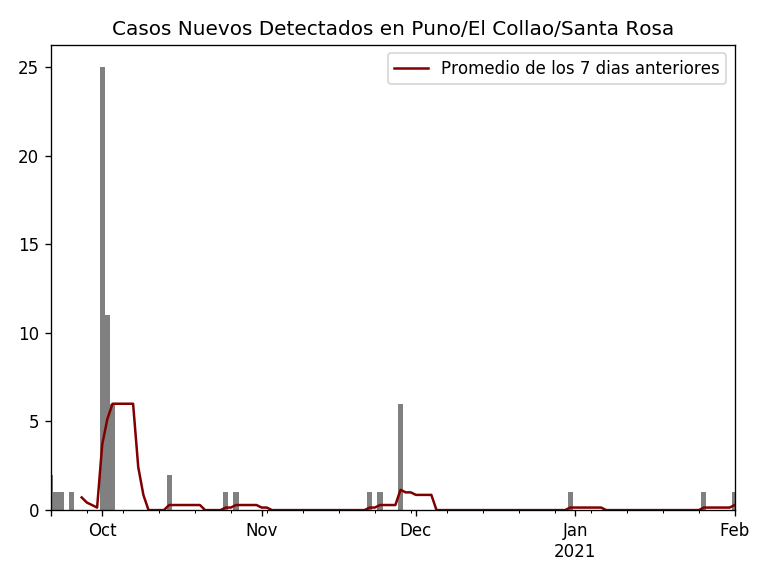 Casos Nuevos Detectados en Puno/El Collao/Santa Rosa
Promedio de los 7 dias anteriores
25
20
15
10
5
0
Oct
Nov
Dec
Jan
2021
Feb